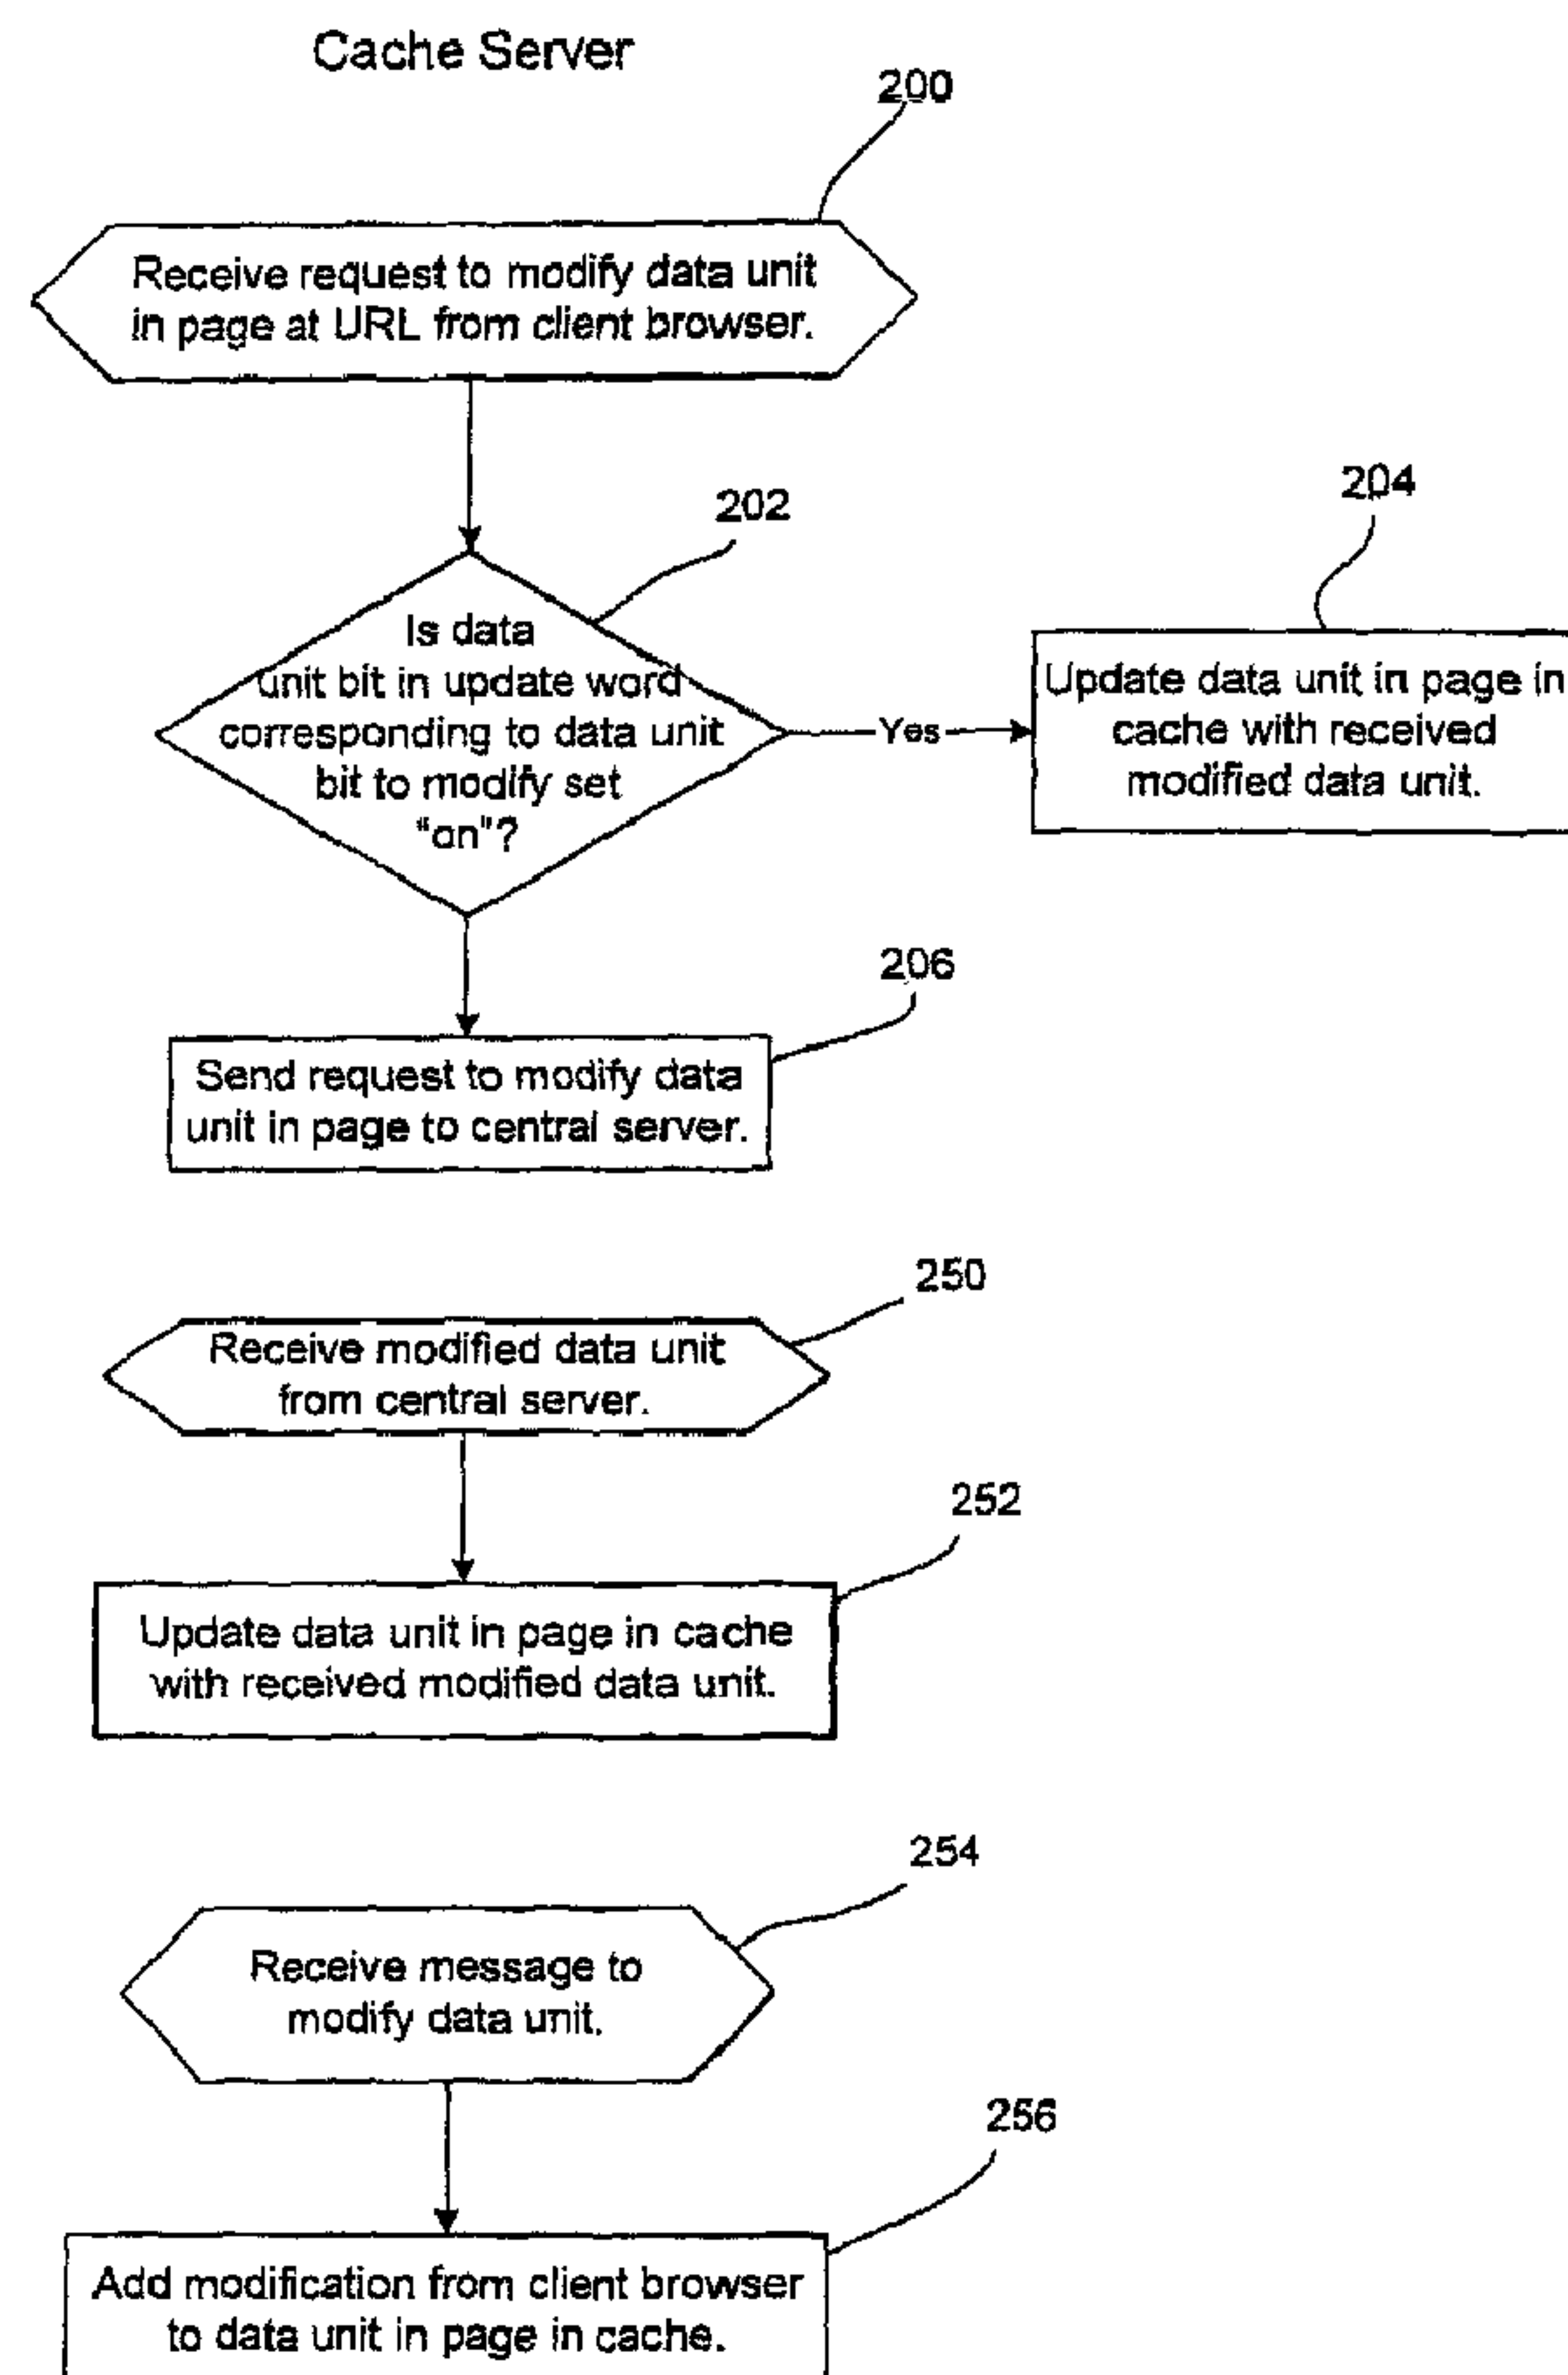 Cache Server
200
Receive request to modify data unit
in page at URL from client browser.
202
Is data
unit bit in update word
corresponding to data unit
bit to modify set
"on"?
Yes
204
Update data unit in page in
cache with received
modified data unit.
206
Send request to modify data
unit in page to central server.
250
Receive modified data unit
from central server.
252
Update data unit in page in cache
with received modified data unit.
254
Receive message to
modify data unit.
256
Add modification from client browser
to data unit in page in cache.